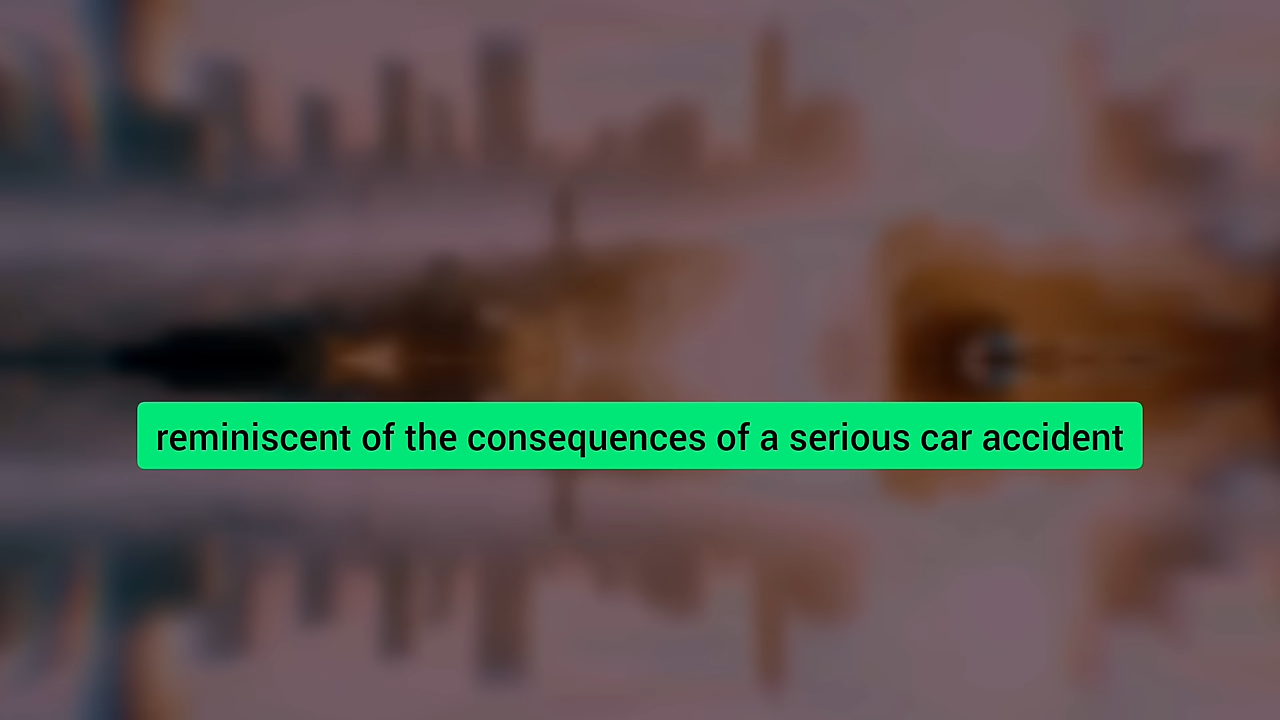 reminiscent of the consequences of a serious car accident